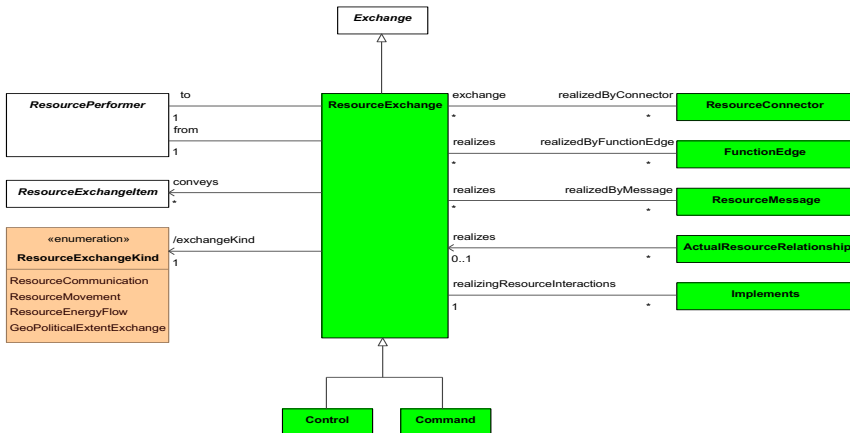 Exchange
ResourcePerformer
to
1
from
1
ResourceExchange
exchange
realizedByConnector
*
*
ResourceConnector
realizes
realizedByFunctionEdge
*
*
FunctionEdge
ResourceExchangeItem
conveys
*
realizes
realizedByMessage
*
*
ResourceMessage
«enumeration»
ResourceExchangeKind
ResourceCommunication
ResourceMovement
ResourceEnergyFlow
GeoPoliticalExtentExchange
/exchangeKind
1
realizes
0..1
*
ActualResourceRelationship
realizingResourceInteractions
1
*
Implements
Control
Command